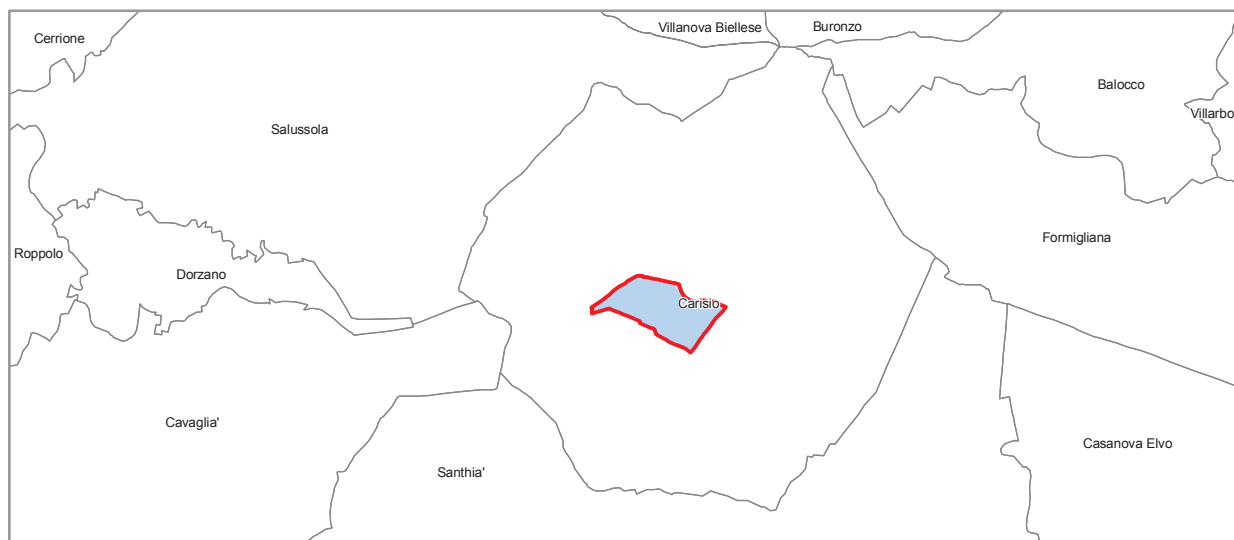 Villanova Biellese
Buronzo
Cerrione
Balocco
Villarbo
Salussola
Formigliana
Roppolo
Dorzano
Carisio
Cavaglia'
Casanova Elvo
Santhia'